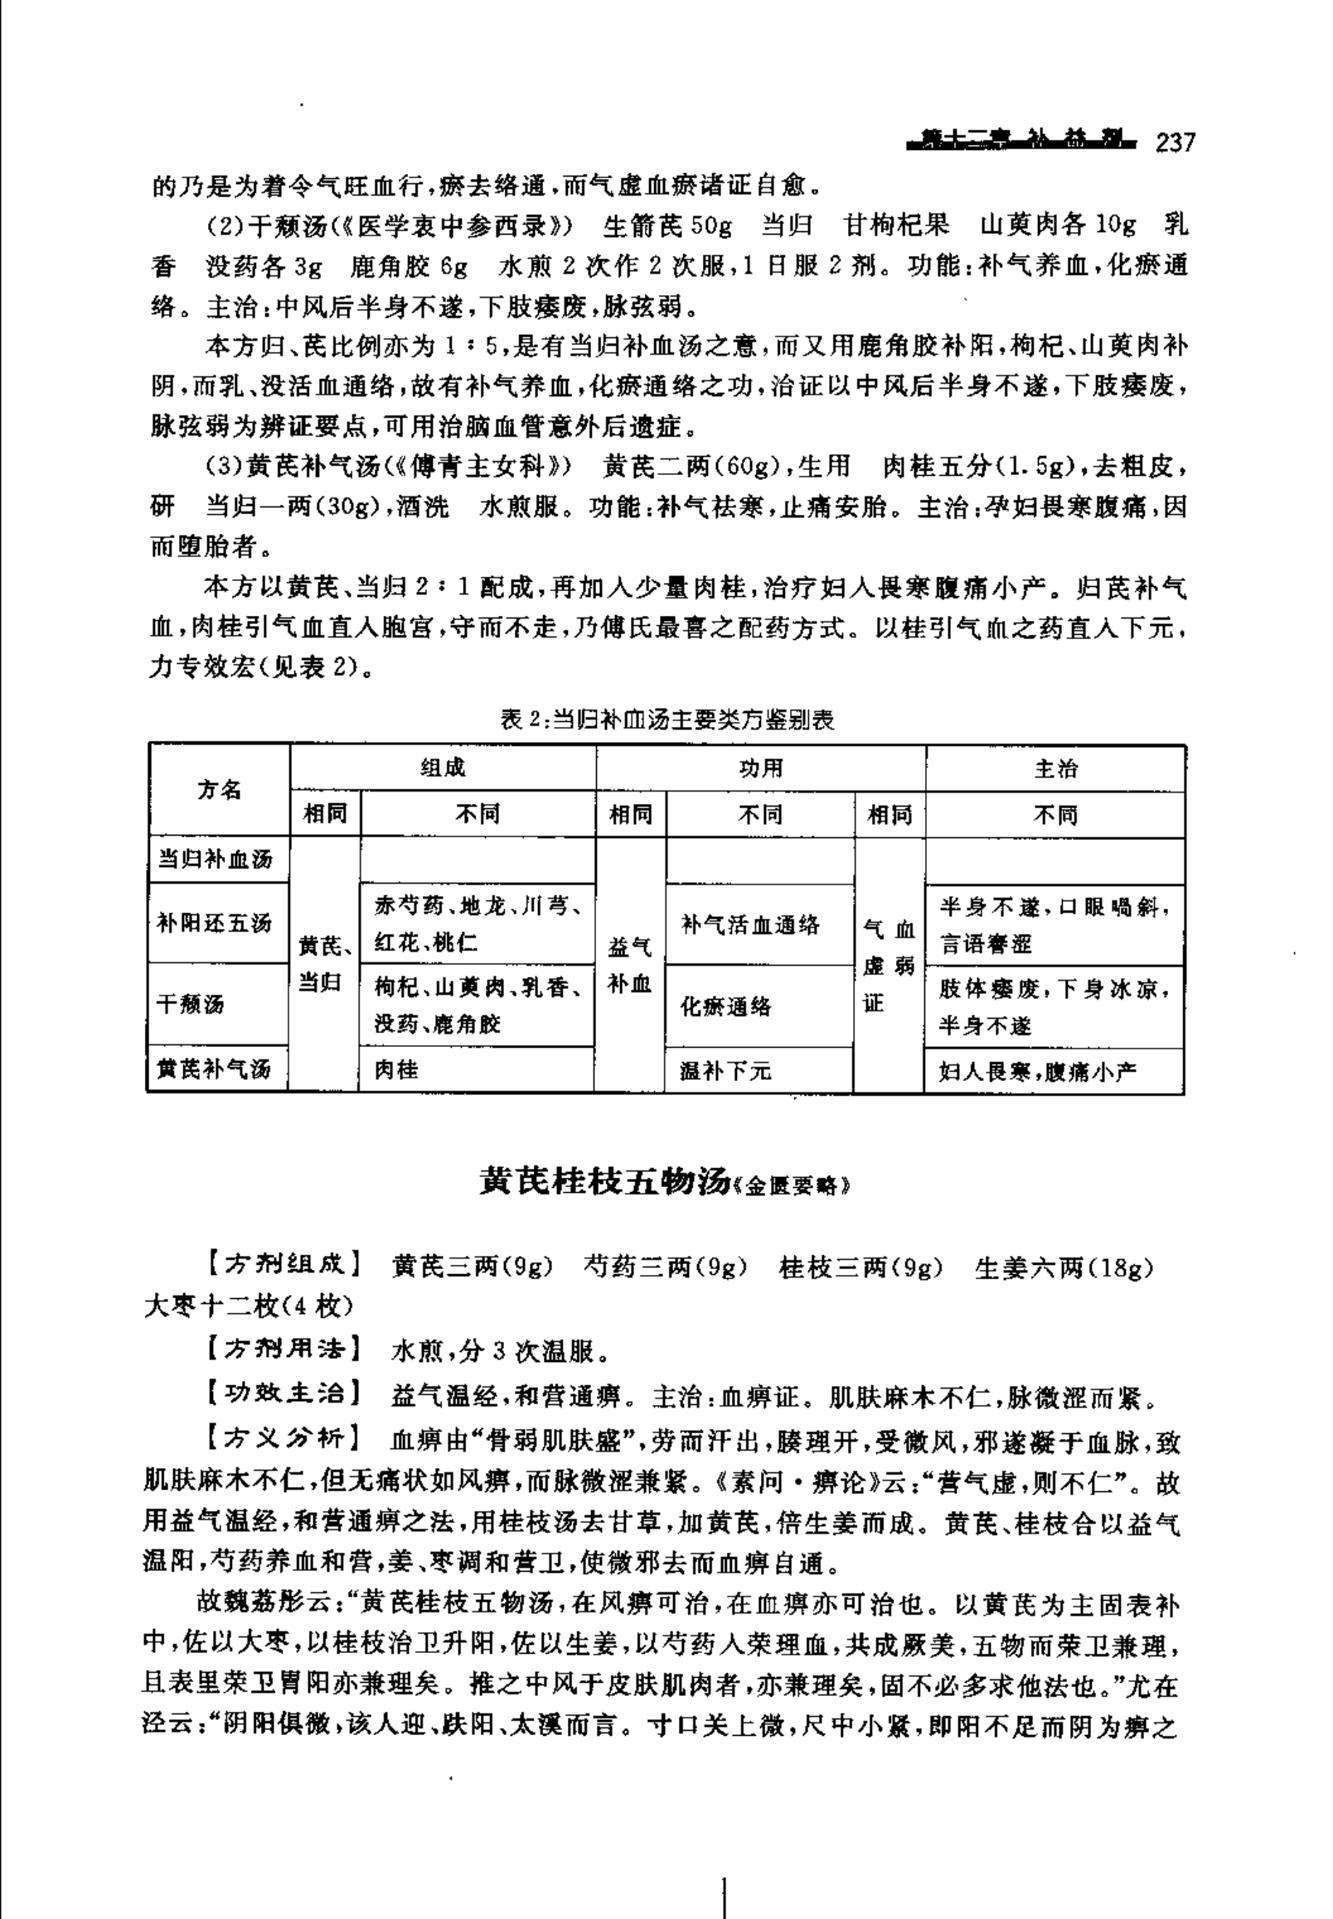 第十三章 补益剂 237
的乃是为着令气旺血行,瘀去络通,而气虚血瘀诸证自愈。
(2)干颓汤(《医学衷中参西录》) 生箭芪50g 当归 甘枸杞果 山萸肉各10g 乳
香 没药各3g 鹿角胶6g 水煎2次作2次服,1日服2剂。功能:补气养血,化瘀通
络。主治:中风后半身不遂,下肢痿废,脉弦弱。
本方归、芪比例亦为1:5,是有当归补血汤之意,而又用鹿角胶补阳,枸杞、山萸肉补
阴,而乳、没活血通络,故有补气养血,化瘀通络之功,治证以中风后半身不遂,下肢痿废,
脉弦弱为辨证要点,可用治脑血管意外后遗症。
(3)黄芪补气汤(《傅青主女科》) 黄芪二两(60g),生用 肉桂五分(1.5g),去粗皮,
研 当归一两(30g),酒洗 水煎服。功能:补气祛寒,止痛安胎。主治:孕妇畏寒腹痛,因
而堕胎者。
本方以黄芪、当归2:1配成,再加入少量肉桂,治疗妇人畏寒腹痛小产。归芪补气
血,肉桂引气血直入胞宫,守而不走,乃傅氏最喜之配药方式。以桂引气血之药直入下元,
力专效宏(见表2)。
表2:当归补血汤主要类方鉴别表
方名 组成 功用 主治
相同 不同 相同 不同 相同 不同
当归补血汤
补阳还五汤 赤芍药、地龙、川芎、 补气活血通络 半身不遂,口眼喎斜,
红花、桃仁 言语謇涩
黄芪、 益气 气血
当归 补血 虚弱
证
干颓汤 枸杞、山萸肉、乳香、 化瘀通络 肢体痿废,下身冰凉,
没药、鹿角胶 半身不遂
黄芪补气汤 肉桂 温补下元 妇人畏寒,腹痛小产
黄芪桂枝五物汤《金匮要略》
【方剂组成】 黄芪三两(9g) 芍药三两(9g) 桂枝三两(9g) 生姜六两(18g)
大枣十二枚(4枚)
【方剂用法】 水煎,分3次温服。
【功效主治】 益气温经,和营通痹。主治:血痹证。肌肤麻木不仁,脉微涩而紧。
【方义分析】 血痹由“骨弱肌肤盛”,劳而汗出,腠理开,受微风,邪遂凝于血脉,致
肌肤麻木不仁,但无痛状如风痹,而脉微涩兼紧。《素问·痹论》云:“营气虚,则不仁”。故
用益气温经,和营通痹之法,用桂枝汤去甘草,加黄芪,倍生姜而成。黄芪、桂枝合以益气
温阳,芍药养血和营,姜、枣调和营卫,使微邪去而血痹自通。
故魏荔彤云:“黄芪桂枝五物汤,在风痹可治,在血痹亦可治也。以黄芪为主固表补
中,佐以大枣,以桂枝治卫升阳,佐以生姜,以芍药入荣理血,共成厥美,五物而荣卫兼理,
且表里荣卫胃阳亦兼理矣。推之中风于皮肤肌肉者,亦兼理矣,固不必多求他法也。”尤在
泾云:“阴阳俱微,该人迎、趺阳、太溪而言。寸口关上微,尺中小紧,即阳不足而阴为痹之